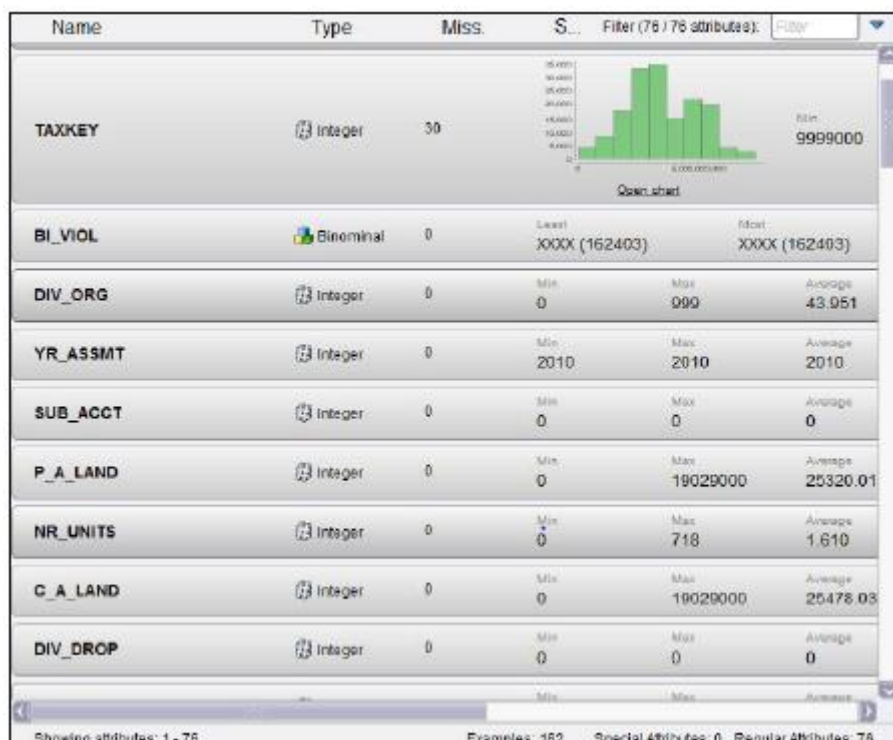 Name Type Miss. S... Filter (76 / 76 attributes): Filter
TAXKEY Integer 30 Min 9999000
Open chart
BI_VIOL Binominal 0 Least XXXX (162403) Most XXXX (162403)
DIV_ORG Integer 0 Min 0 Max 999 Average 43.951
YR_ASSMT Integer 0 Min 2010 Max 2010 Average 2010
SUB_ACCT Integer 0 Min 0 Max 0 Average 0
P_A_LAND Integer 0 Min 0 Max 19029000 Average 25320.01
NR_UNITS Integer 0 Min 0 Max 718 Average 1.610
C_A_LAND Integer 0 Min 0 Max 19029000 Average 25478.03
DIV_DROP Integer 0 Min 0 Max 0 Average 0
Min Max Average
Showing attributes: 1 - 76 Examples: 162 Special Attributes: 0 Regular Attributes: 76